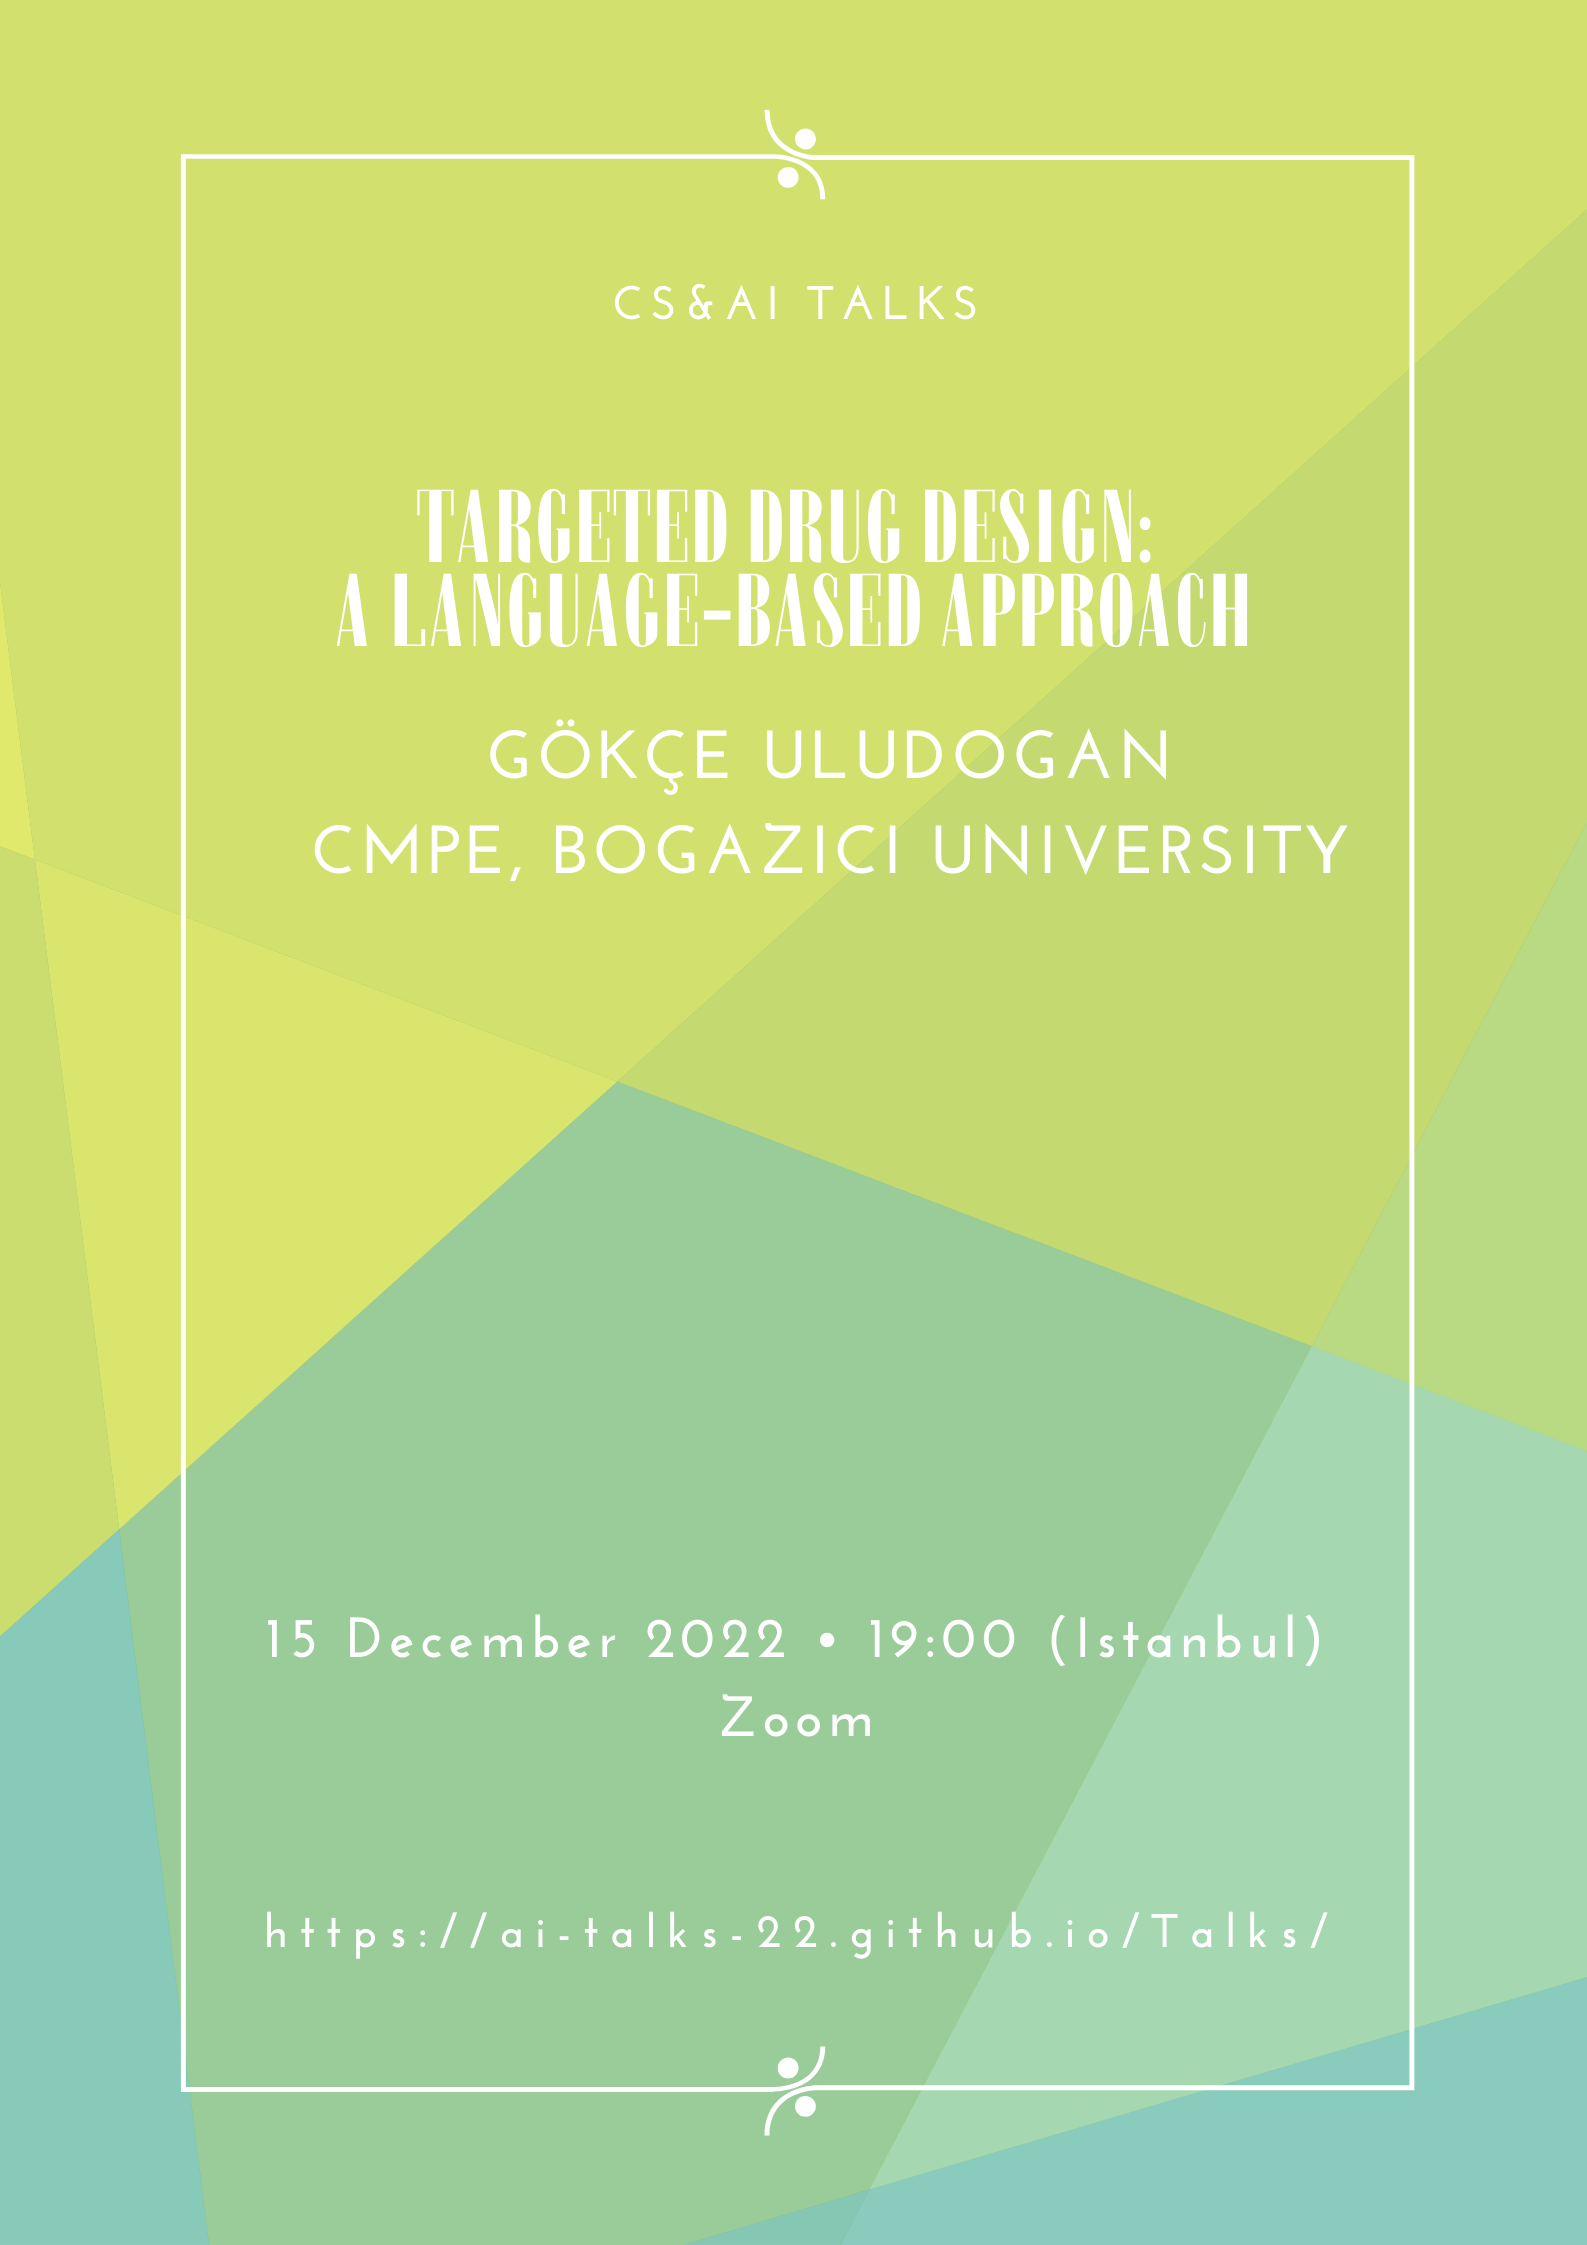 CS&AI TALKS
TARGETED DRUG DESIGN:
A LANGUAGE-BASED APPROACH
GÖKÇE ULUDOGAN
CMPE, BOGAZICI UNIVERSITY
15 December 2022 • 19:00 (Istanbul)
Zoom
https://ai-talks-22.github.io/Talks/